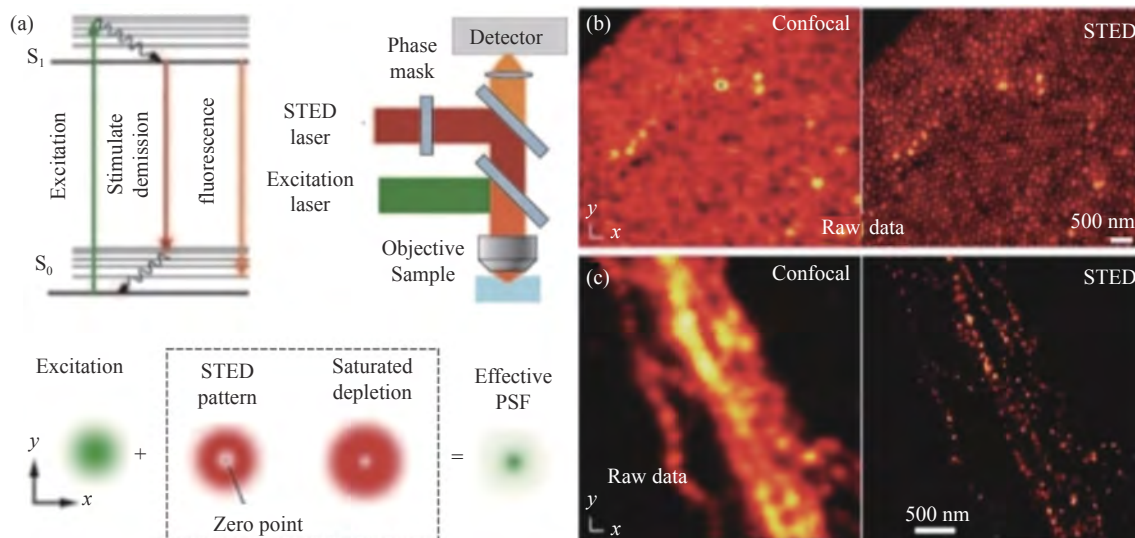 (a)
S1
S0
Excitation
Stimulate
demission
fluorescence
Phase
mask
Detector
STED
laser
Excitation
laser
Objective
Sample
Excitation
STED
pattern
Saturated
depletion
Effective
PSF
y
x
+
=
Zero point
(b)
Confocal
STED
y
x
Raw data
500 nm
(c)
Confocal
STED
Raw data
y
x
500 nm